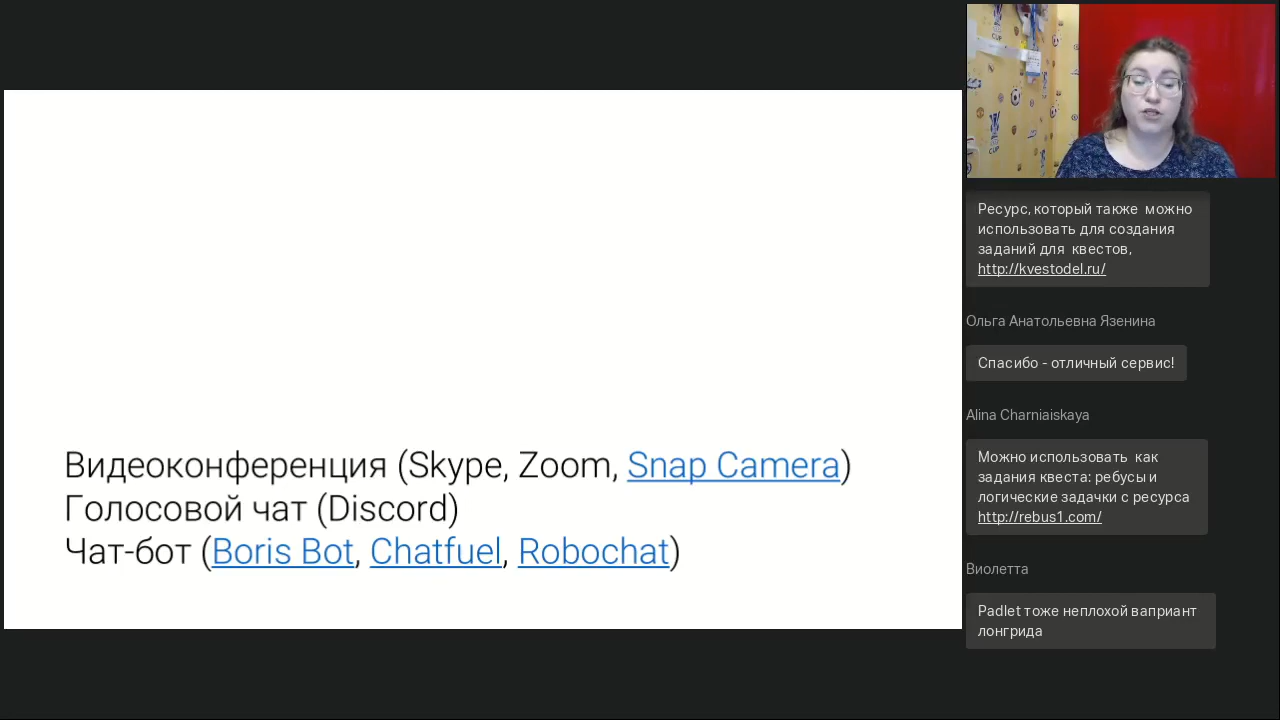 Видеоконференция (Skype, Zoom, Snap Camera)
Голосовой чат (Discord)
Чат-бот (Boris Bot, Chatfuel, Robochat)
Ресурс, который также можно
использовать для создания
заданий для квестов,
http://kvestodel.ru/
Ольга Анатольевна Язенина
Спасибо - отличный сервис!
Alina Charniaiskaya
Можно использовать как
задания квеста: ребусы и
логические задачки с ресурса
http://rebus1.com/
Виолетта
Padlet тоже неплохой ваприант
лонгрида